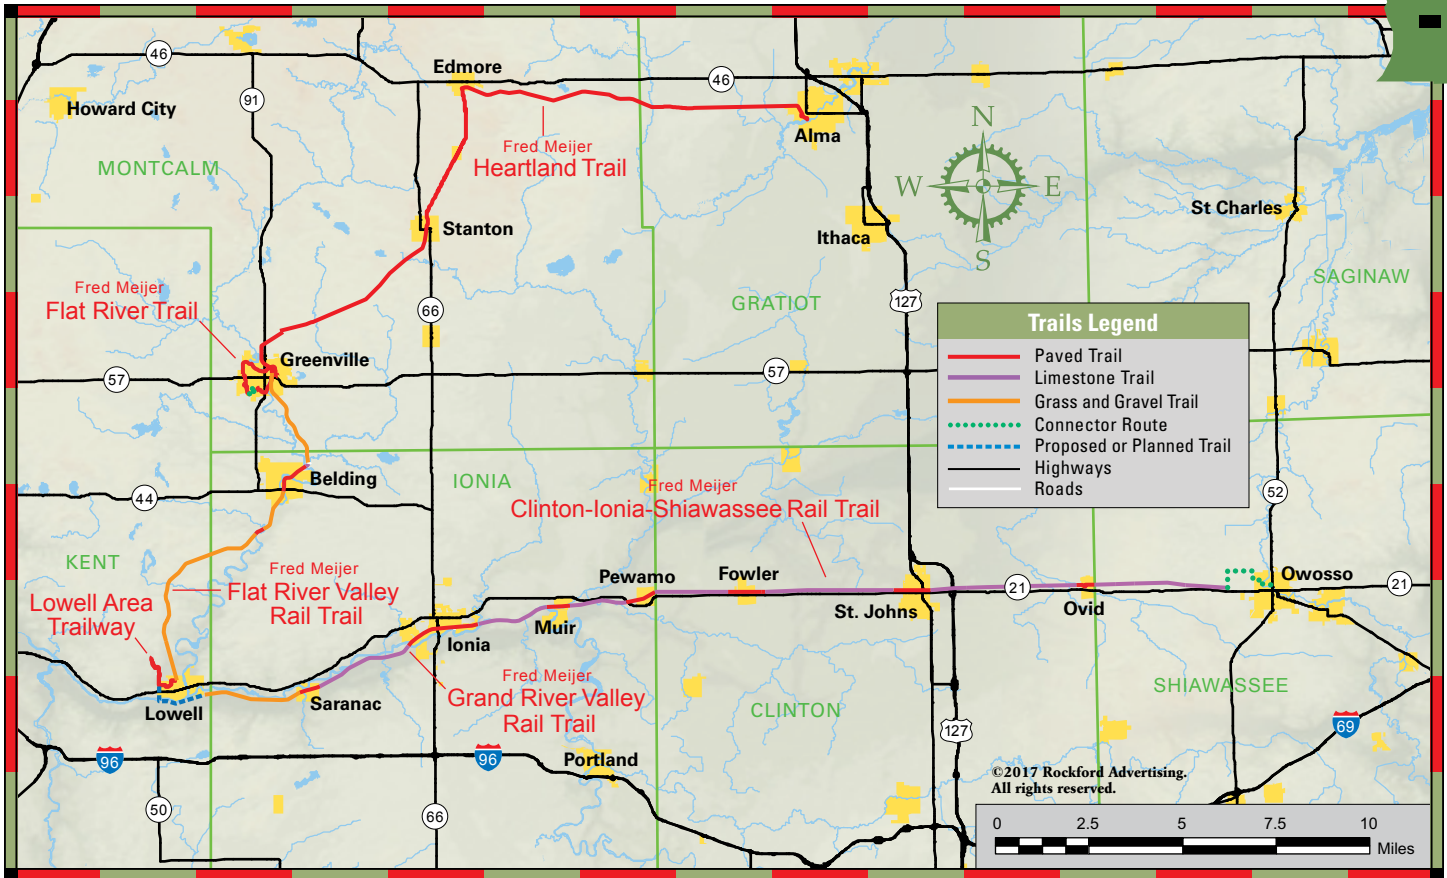 46
Edmore
46
Howard City
91
Alma
N
W
E
S
Fred Meijer
Heartland Trail
MONTCALM
St Charles
Stanton
Ithaca
SAGINAW
Fred Meijer
Flat River Trail
66
GRATIOT
127
Greenville
57
57
Trails Legend
Paved Trail
Limestone Trail
Grass and Gravel Trail
Connector Route
Proposed or Planned Trail
Highways
Roads
Belding
44
IONIA
Fred Meijer
Clinton-Ionia-Shiawassee Rail Trail
52
KENT
Fred Meijer
Flat River Valley
Rail Trail
Lowell Area
Trailway
Pewamo
Fowler
St. Johns
21
Ovid
Owosso
21
Muir
Ionia
Fred Meijer
Grand River Valley
Rail Trail
Saranac
Lowell
SHIAWASSEE
CLINTON
127
69
96
96
Portland
50
66
©2017 Rockford Advertising.
All rights reserved.
0 2.5 5 7.5 10
Miles